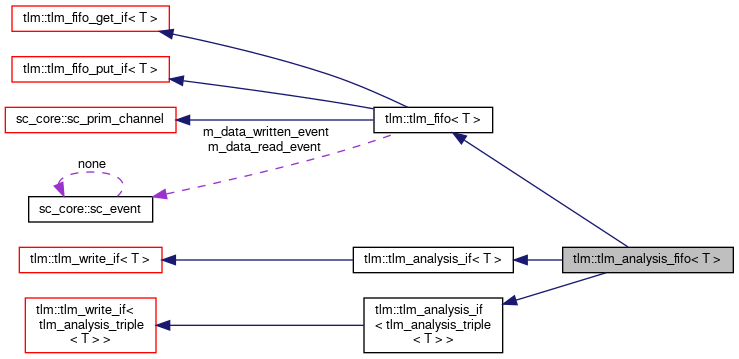 tlm::tlm_fifo_get_if< T >
tlm::tlm_fifo_put_if< T >
sc_core::sc_prim_channel
tlm::tlm_fifo< T >
m_data_written_event
m_data_read_event
none
sc_core::sc_event
tlm::tlm_write_if< T >
tlm::tlm_analysis_if< T >
tlm::tlm_analysis_fifo< T >
tlm::tlm_write_if<
tlm_analysis_triple
< T > >
tlm::tlm_analysis_if
< tlm_analysis_triple
< T > >